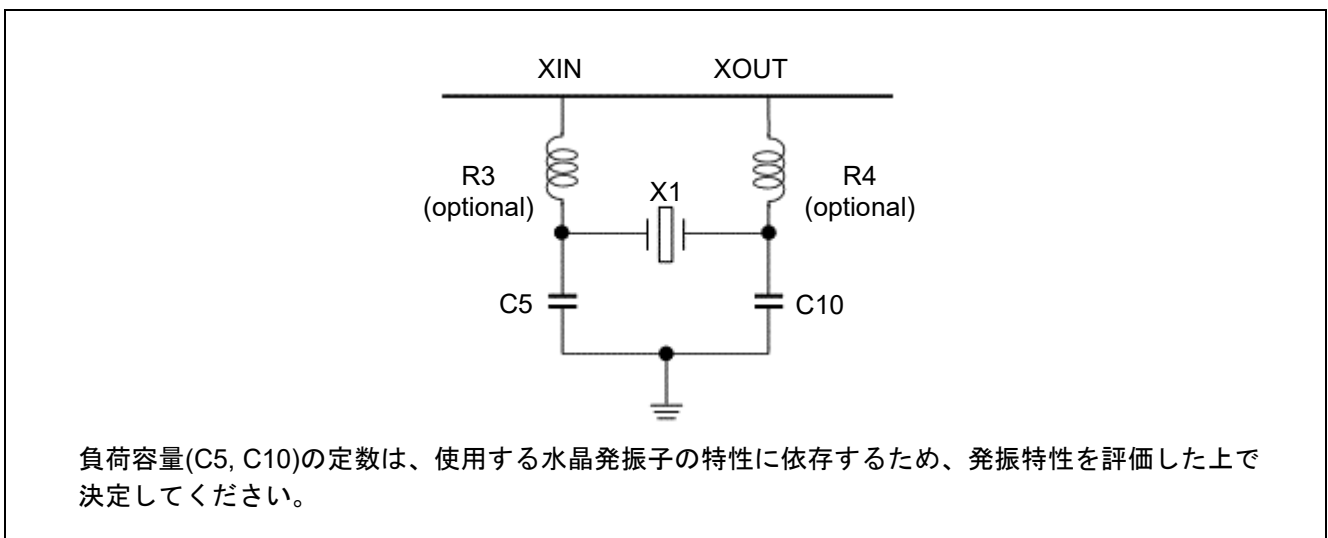 XIN XOUT
R3
(optional)
X1
R4
(optional)
C5
C10
負荷容量(C5, C10)の定数は、使用する水晶発振子の特性に依存するため、発振特性を評価した上で
決定してください。